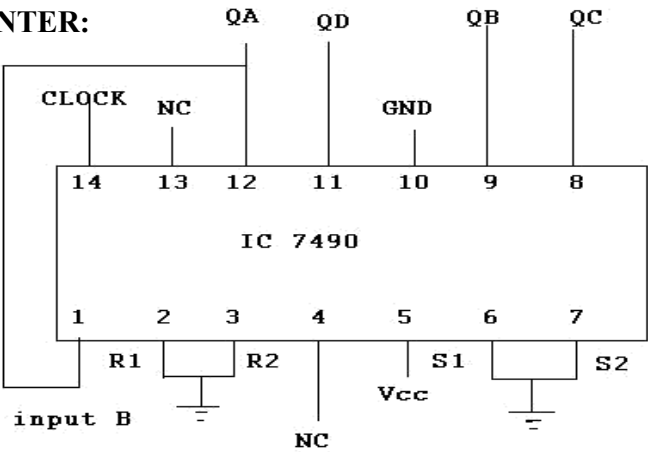 NTER:
QA QD QB QC
CLOCK NC GND
14 13 12 11 10 9 8
IC 7490
1 2 3 4 5 6 7
R1 R2 S1 S2
Vcc
input B
NC